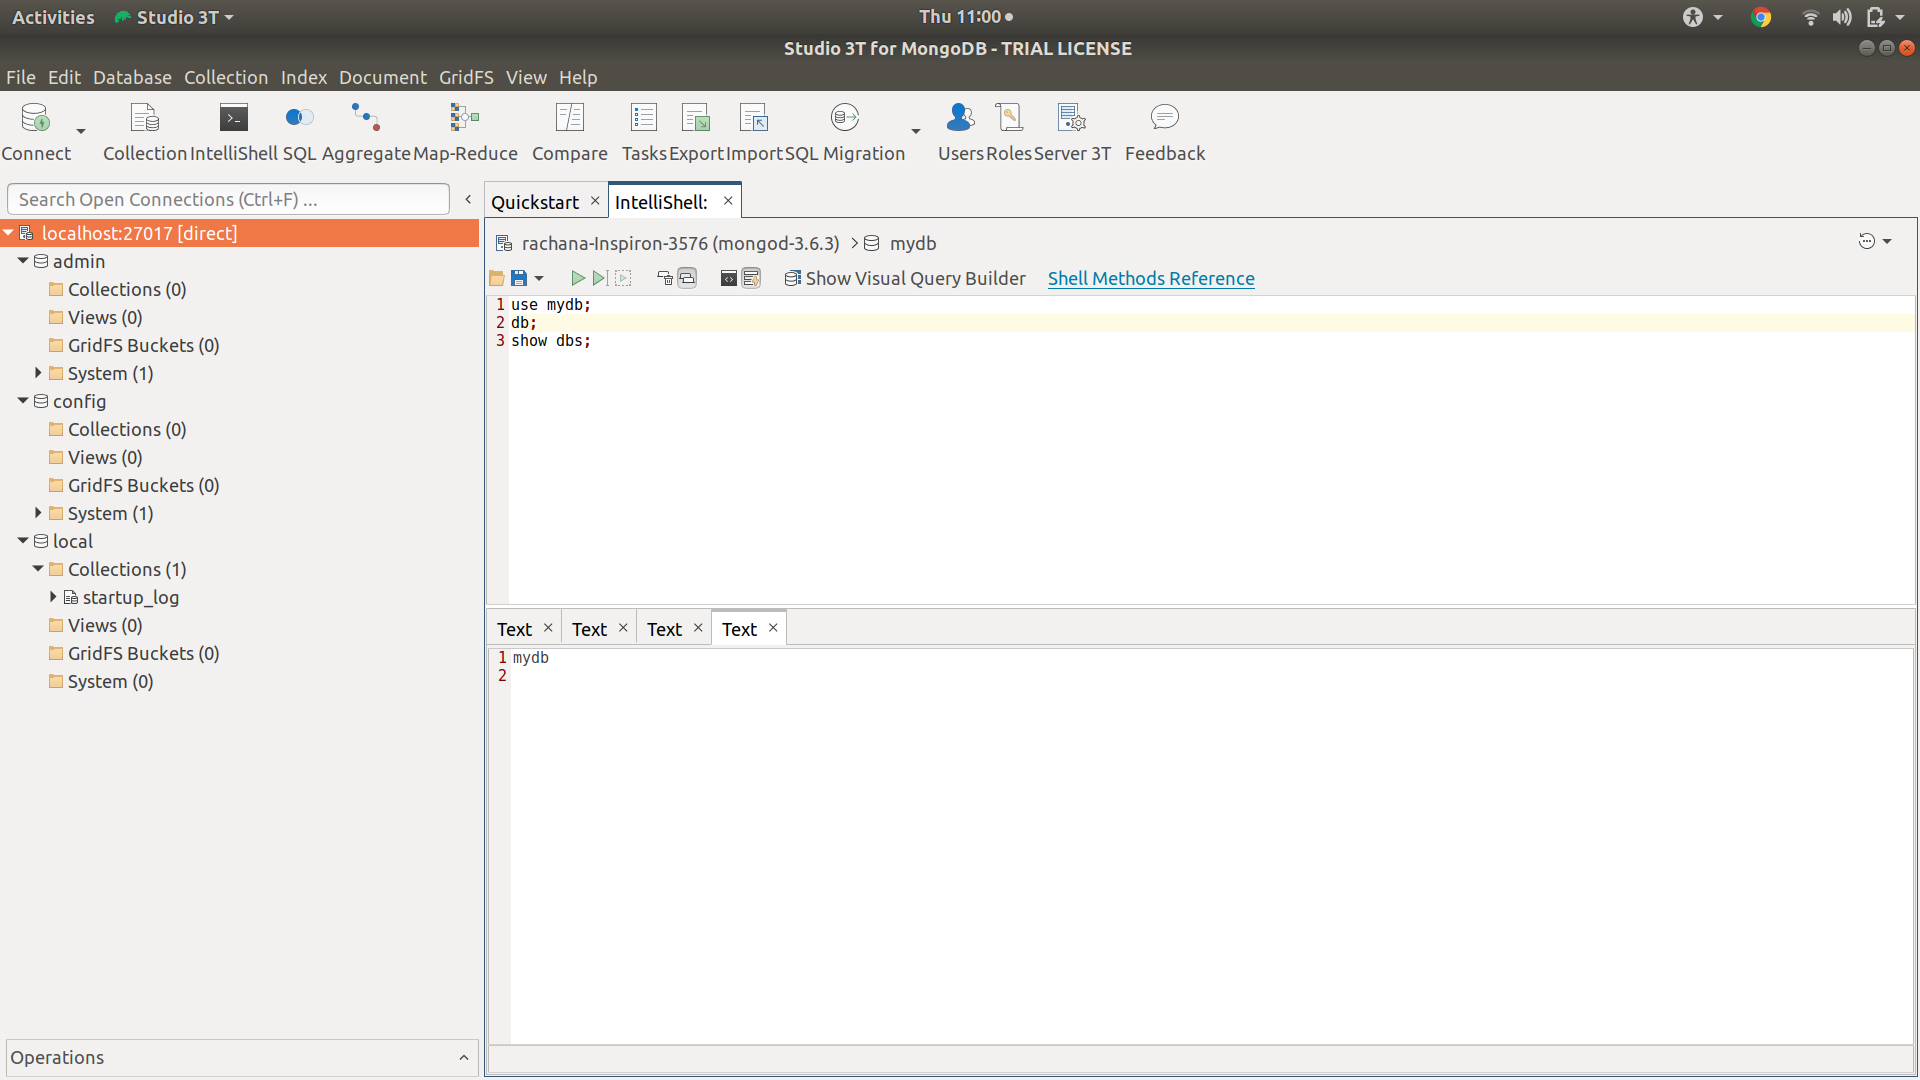 Activities Studio 3T Thu 11:00
Studio 3T for MongoDB - TRIAL LICENSE
File Edit Database Collection Index Document GridFS View Help
Connect Collection IntelliShell SQL Aggregate Map-Reduce Compare Tasks Export Import SQL Migration Users Roles Server 3T Feedback
Search Open Connections (Ctrl+F) ...
localhost:27017 [direct]
admin
Collections (0)
Views (0)
GridFS Buckets (0)
System (1)
config
Collections (0)
Views (0)
GridFS Buckets (0)
System (1)
local
Collections (1)
startup_log
Views (0)
GridFS Buckets (0)
System (0)
Operations
Quickstart IntelliShell:
rachana-Inspiron-3576 (mongod-3.6.3) mydb
Show Visual Query Builder Shell Methods Reference
1 use mydb;
2 db;
3 show dbs;
Text Text Text Text
1 mydb
2